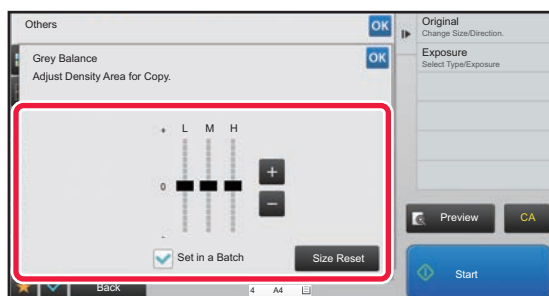 Others
OK
Original
Change Size/Direction.
Grey Balance
OK
Exposure
Select Type/Exposure
Adjust Density Area for Copy.
+ L M H
+
0
−
-
Set in a Batch
Size Reset
Preview
CA
Back
4 A4
Start